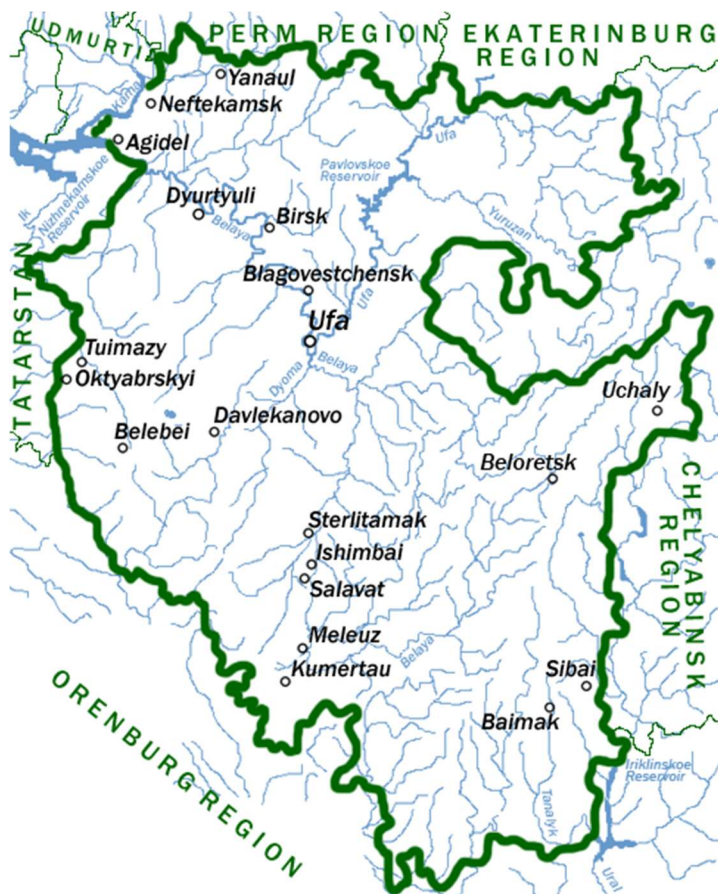 UDMURTIA
PERM REGION
EKATERINBURG
REGION
Yanaul
Kama
Neftekamsk
Agidel
Ufa
Pavlovskoe
Reservoir
Ik
Nizhnekamskoe
Reservoir
Dyurtyuli
Belaya
Birsk
Yuruzan
TATARSTAN
Blagovestchensk
Ufa
Ufa
Dyoma
Belaya
Tuimazy
Oktyabrskyi
Uchaly
Davlekanovo
Belebei
Beloretsk
CHELYABINSK
REGION
Sterlitamak
Ishimbai
Salavat
Meleuz
Belaya
Kumertau
Sibai
Baimak
ORENBURG REGION
Iriklinskoe
Reservoir
Tanalyk
Ural